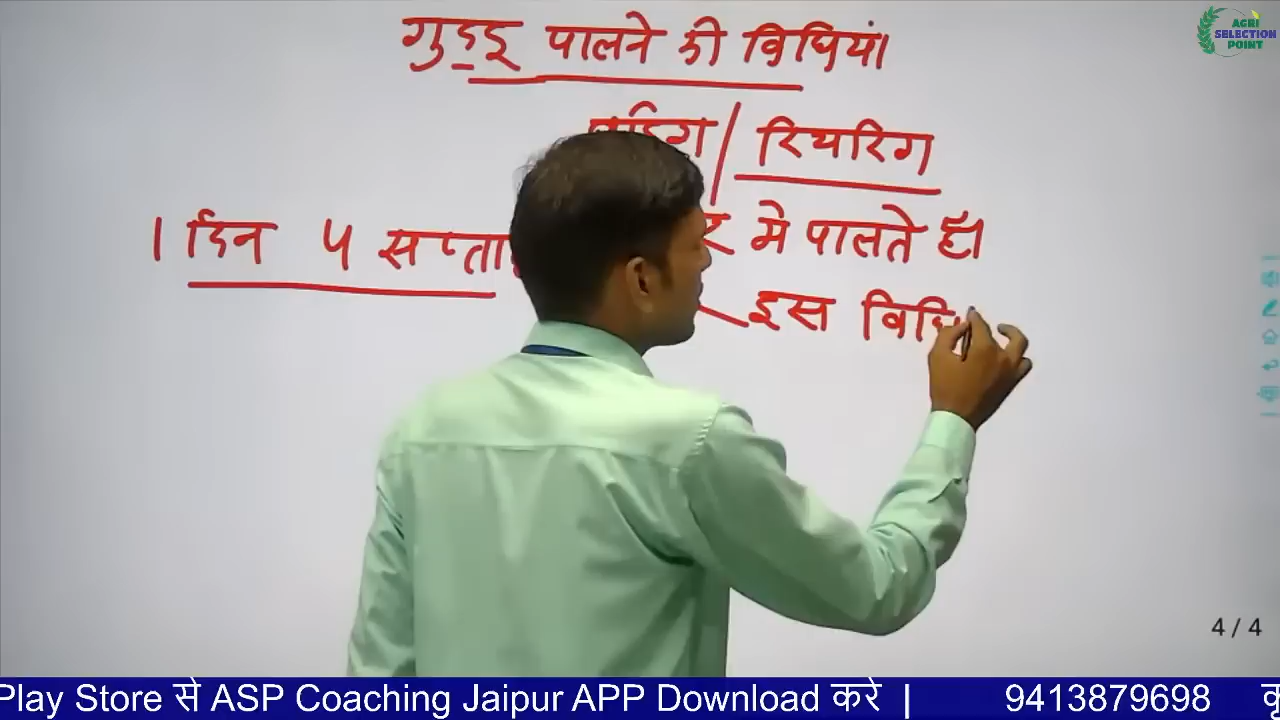 गुडइ पालने की विधियां
/ रियरिंग
1 दिन 4 सप्ता
र मे पालते हैं।
इस विधि
AGRI
SELECTION
POINT
4 / 4
Play Store से ASP Coaching Jaipur APP Download करे | 9413879698